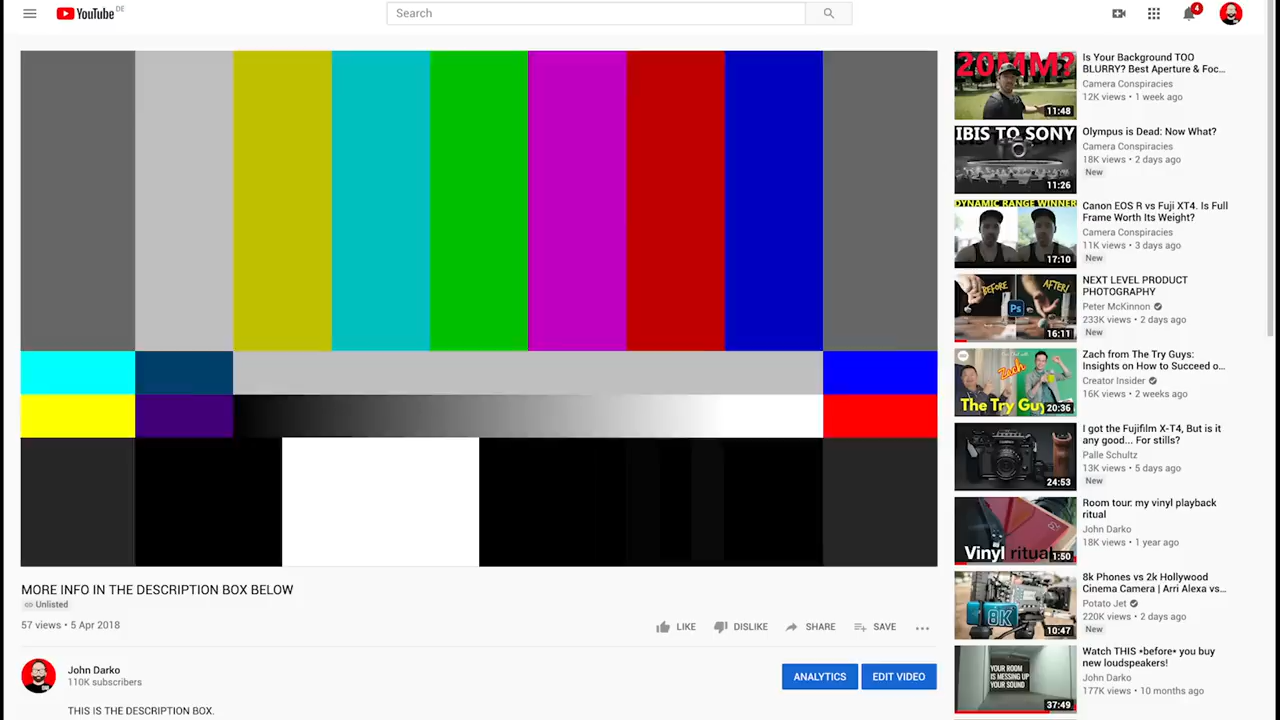 YouTube DE
Search
4
20MM?
11:48
Is Your Background TOO
BLURRY? Best Aperture & Foc...
Camera Conspiracies
12K views • 1 week ago
IBIS TO SONY
11:26
Olympus is Dead: Now What?
Camera Conspiracies
18K views • 2 days ago
New
DYNAMIC RANGE WINNER
17:10
Canon EOS R vs Fuji XT4. Is Full
Frame Worth Its Weight?
Camera Conspiracies
11K views • 3 days ago
New
BEFORE
AFTER!
Ps
16:11
NEXT LEVEL PRODUCT
PHOTOGRAPHY
Peter McKinnon
233K views • 2 days ago
New
Zach
The Try Guy
20:36
Zach from The Try Guys:
Insights on How to Succeed o...
Creator Insider
16K views • 2 weeks ago
24:53
I got the Fujifilm X-T4, But is it
any good... For stills?
Palle Schultz
13K views • 5 days ago
New
Vinyl ritual
1:50
Room tour: my vinyl playback
ritual
John Darko
18K views • 1 year ago
8K
10:47
8k Phones vs 2k Hollywood
Cinema Camera | Arri Alexa vs...
Potato Jet
220K views • 2 days ago
New
YOUR ROOM
IS MESSING UP
YOUR SOUND
37:49
Watch THIS *before* you buy
new loudspeakers!
John Darko
177K views • 10 months ago
MORE INFO IN THE DESCRIPTION BOX BELOW
Unlisted
57 views • 5 Apr 2018
LIKE DISLIKE SHARE SAVE ...
John Darko
110K subscribers
ANALYTICS EDIT VIDEO
THIS IS THE DESCRIPTION BOX.